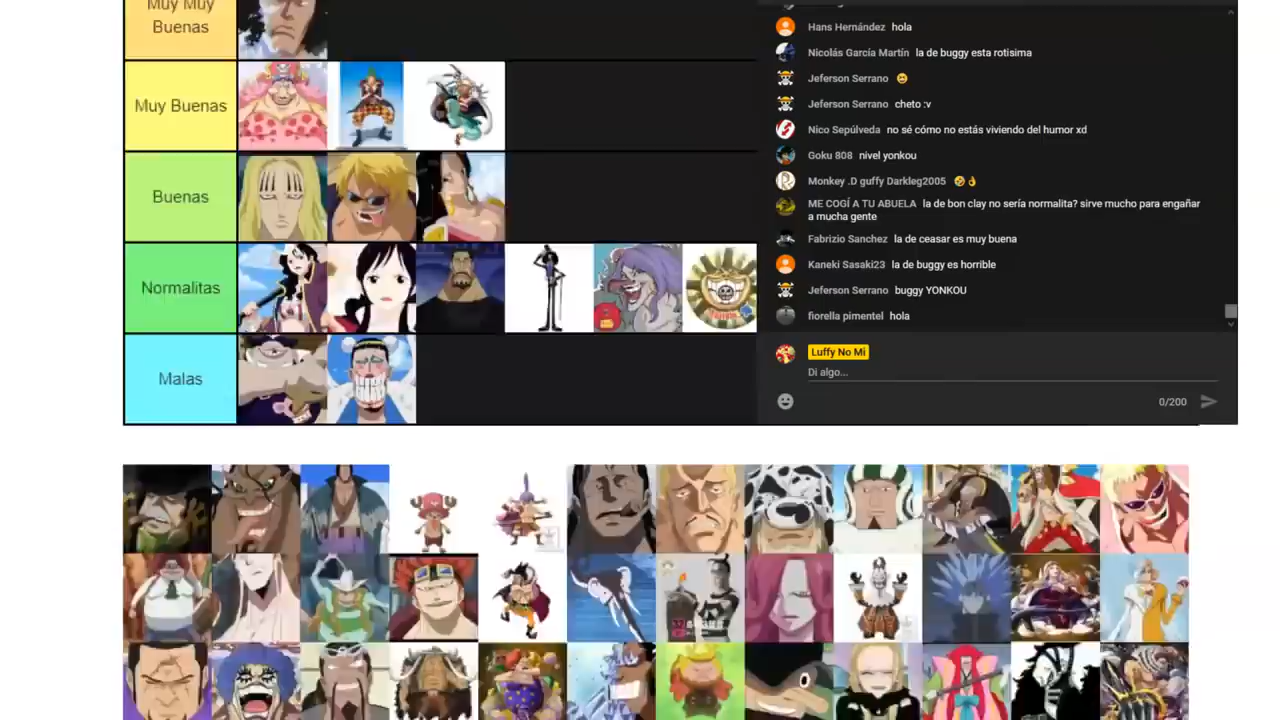 Muy Muy
Buenas
Muy Buenas
Buenas
Normalitas
Malas
Hans Hernández hola
Nicolás García Martín la de buggy esta rotisima
Jeferson Serrano 😄
Jeferson Serrano cheto :v
Nico Sepúlveda no sé cómo no estás viviendo del humor xd
Goku 808 nivel yonkou
Monkey .D guffy Darkleg2005 🤣👌
ME COGÍ A TU ABUELA la de bon clay no sería normalita? sirve mucho para engañar
a mucha gente
Fabrizio Sanchez la de ceasar es muy buena
Kaneki Sasaki23 la de buggy es horrible
Jeferson Serrano buggy YONKOU
fiorella pimentel hola
Luffy No Mi
Di algo...
0/200